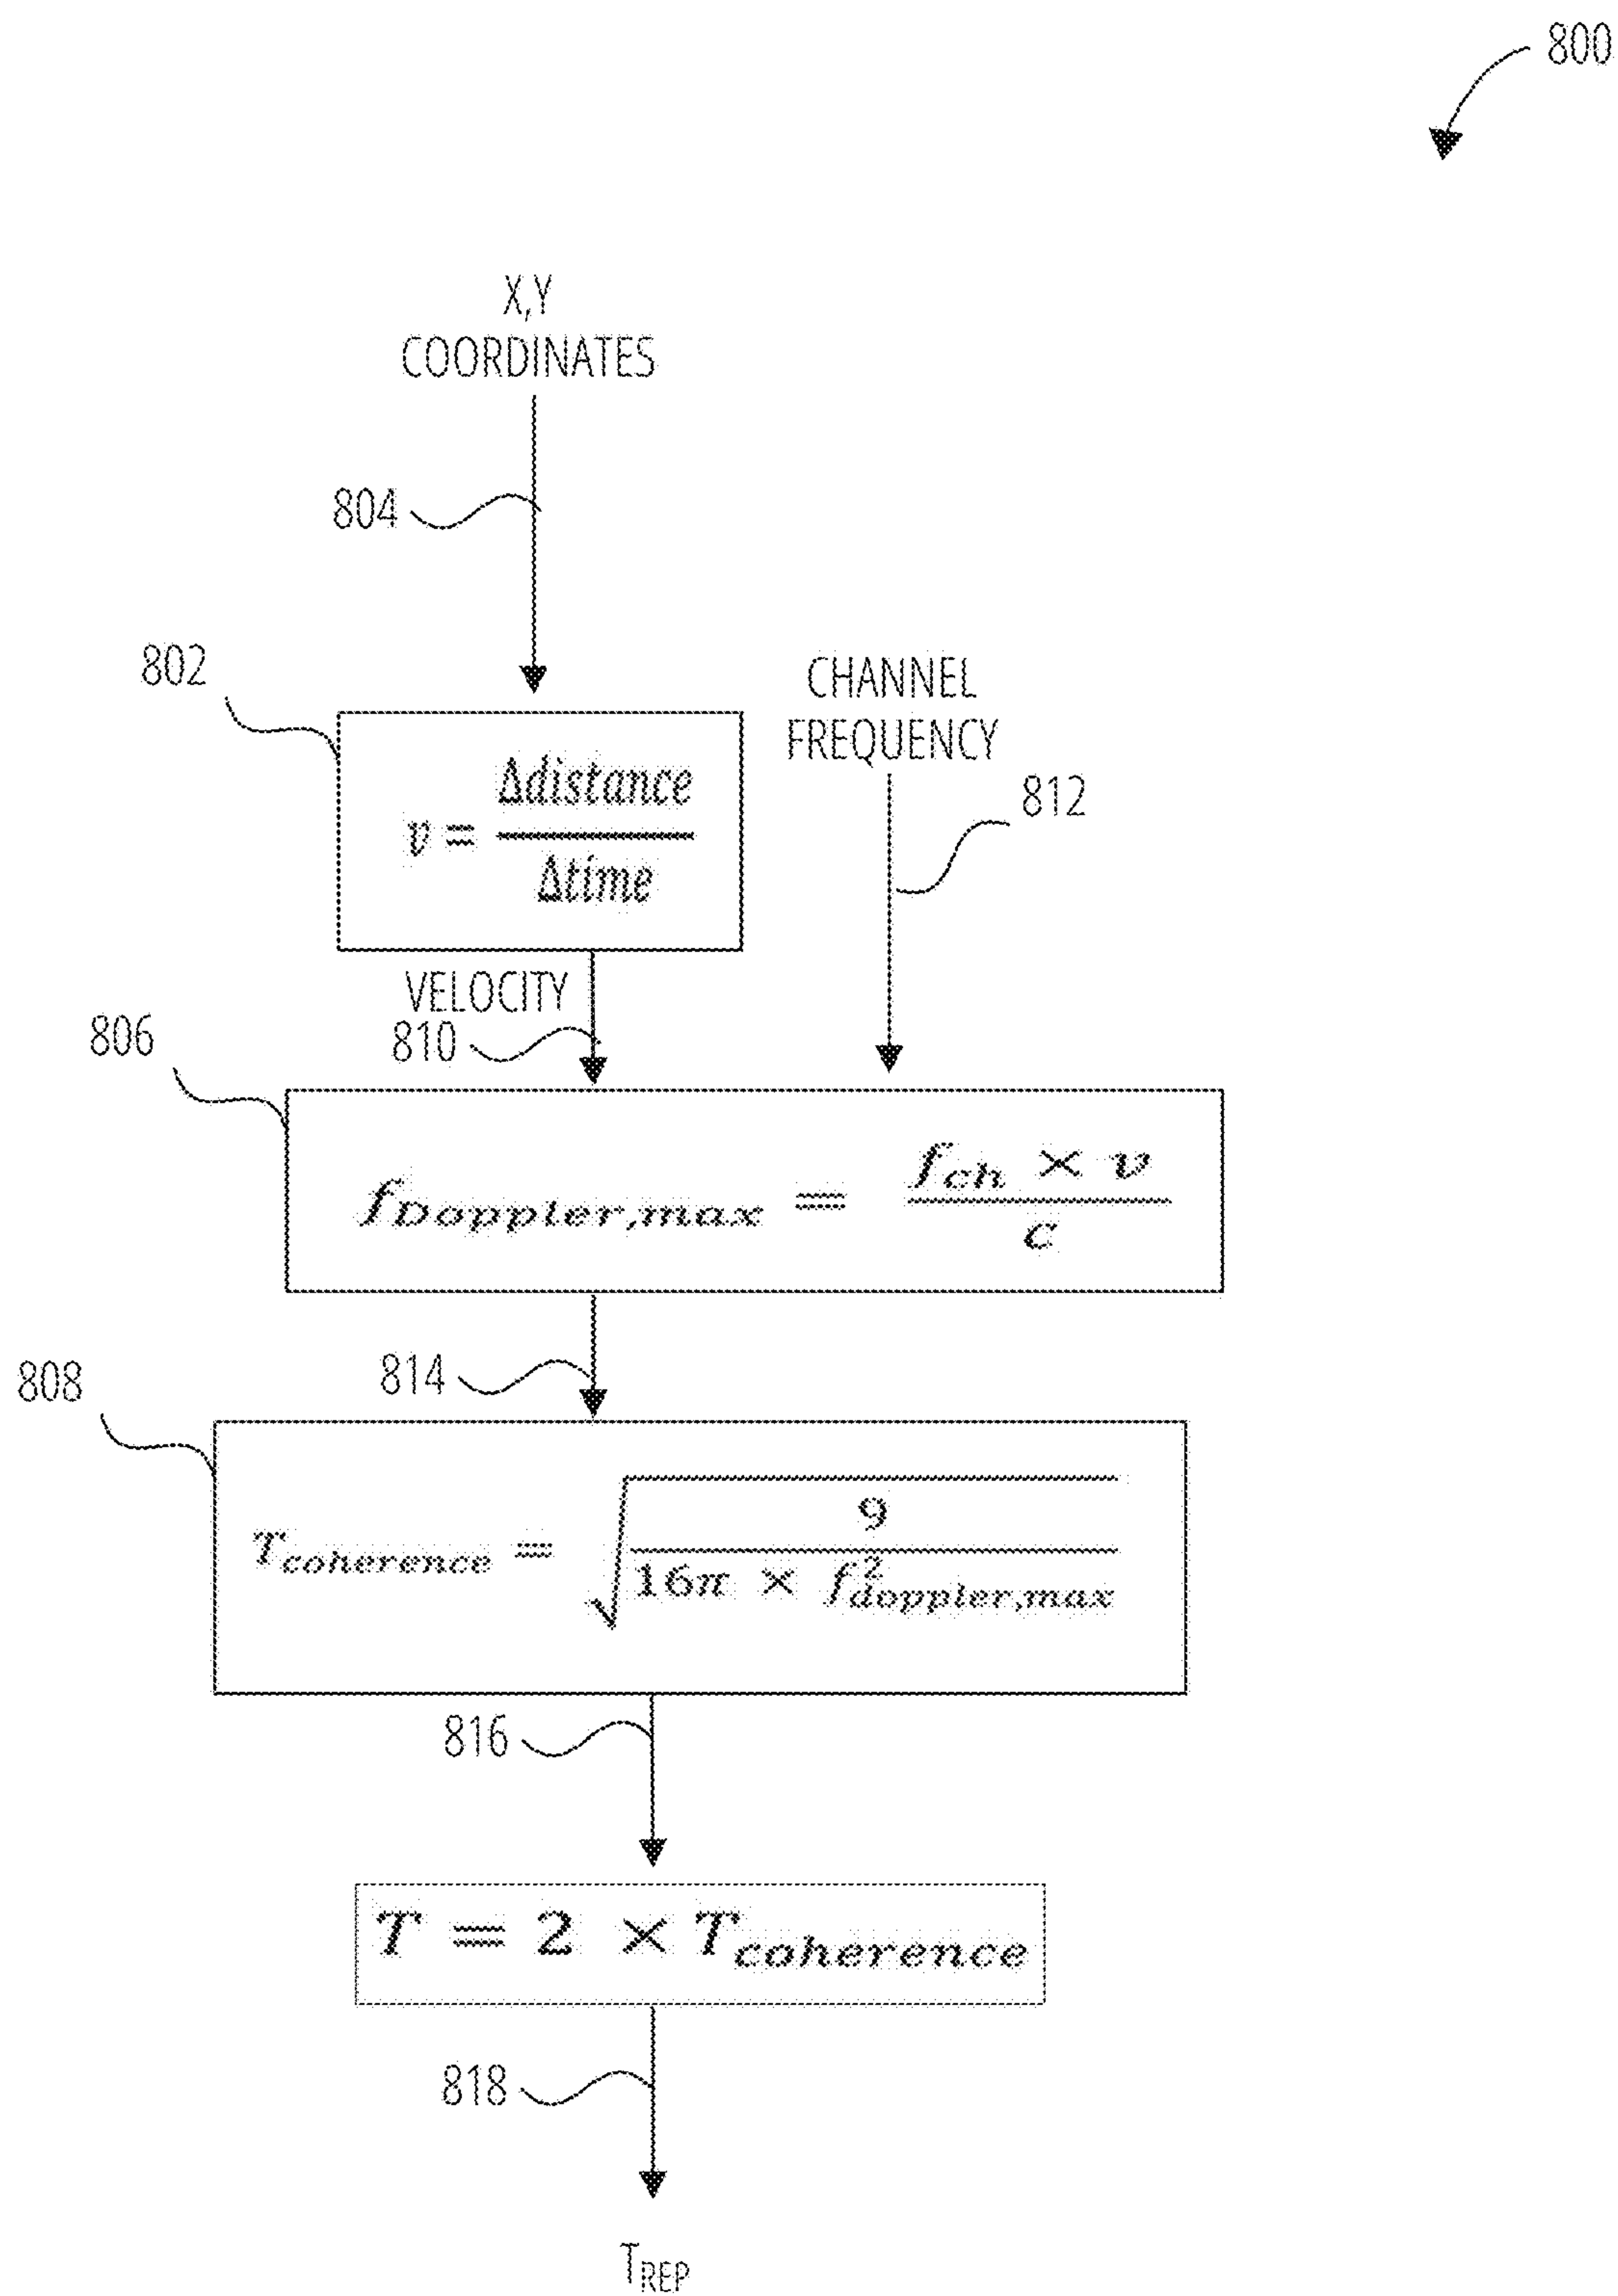 800
X,Y
COORDINATES
804
802
CHANNEL
FREQUENCY
812
v = Δdistance / Δtime
VELOCITY
810
806
f_Doppler,max = f_ch × v / c
814
808
T_coherence = √(9 / (16π × f²_doppler,max))
816
T = 2 × T_coherence
818
T_REP